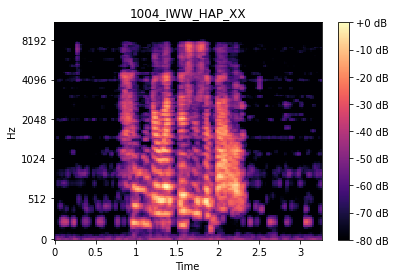 1004_IWW_HAP_XX
+0 dB
8192
-10 dB
4096
-20 dB
-30 dB
2048
Hz
-40 dB
1024
-50 dB
512
-60 dB
-70 dB
0
-80 dB
0 0.5 1 1.5 2 2.5 3
Time